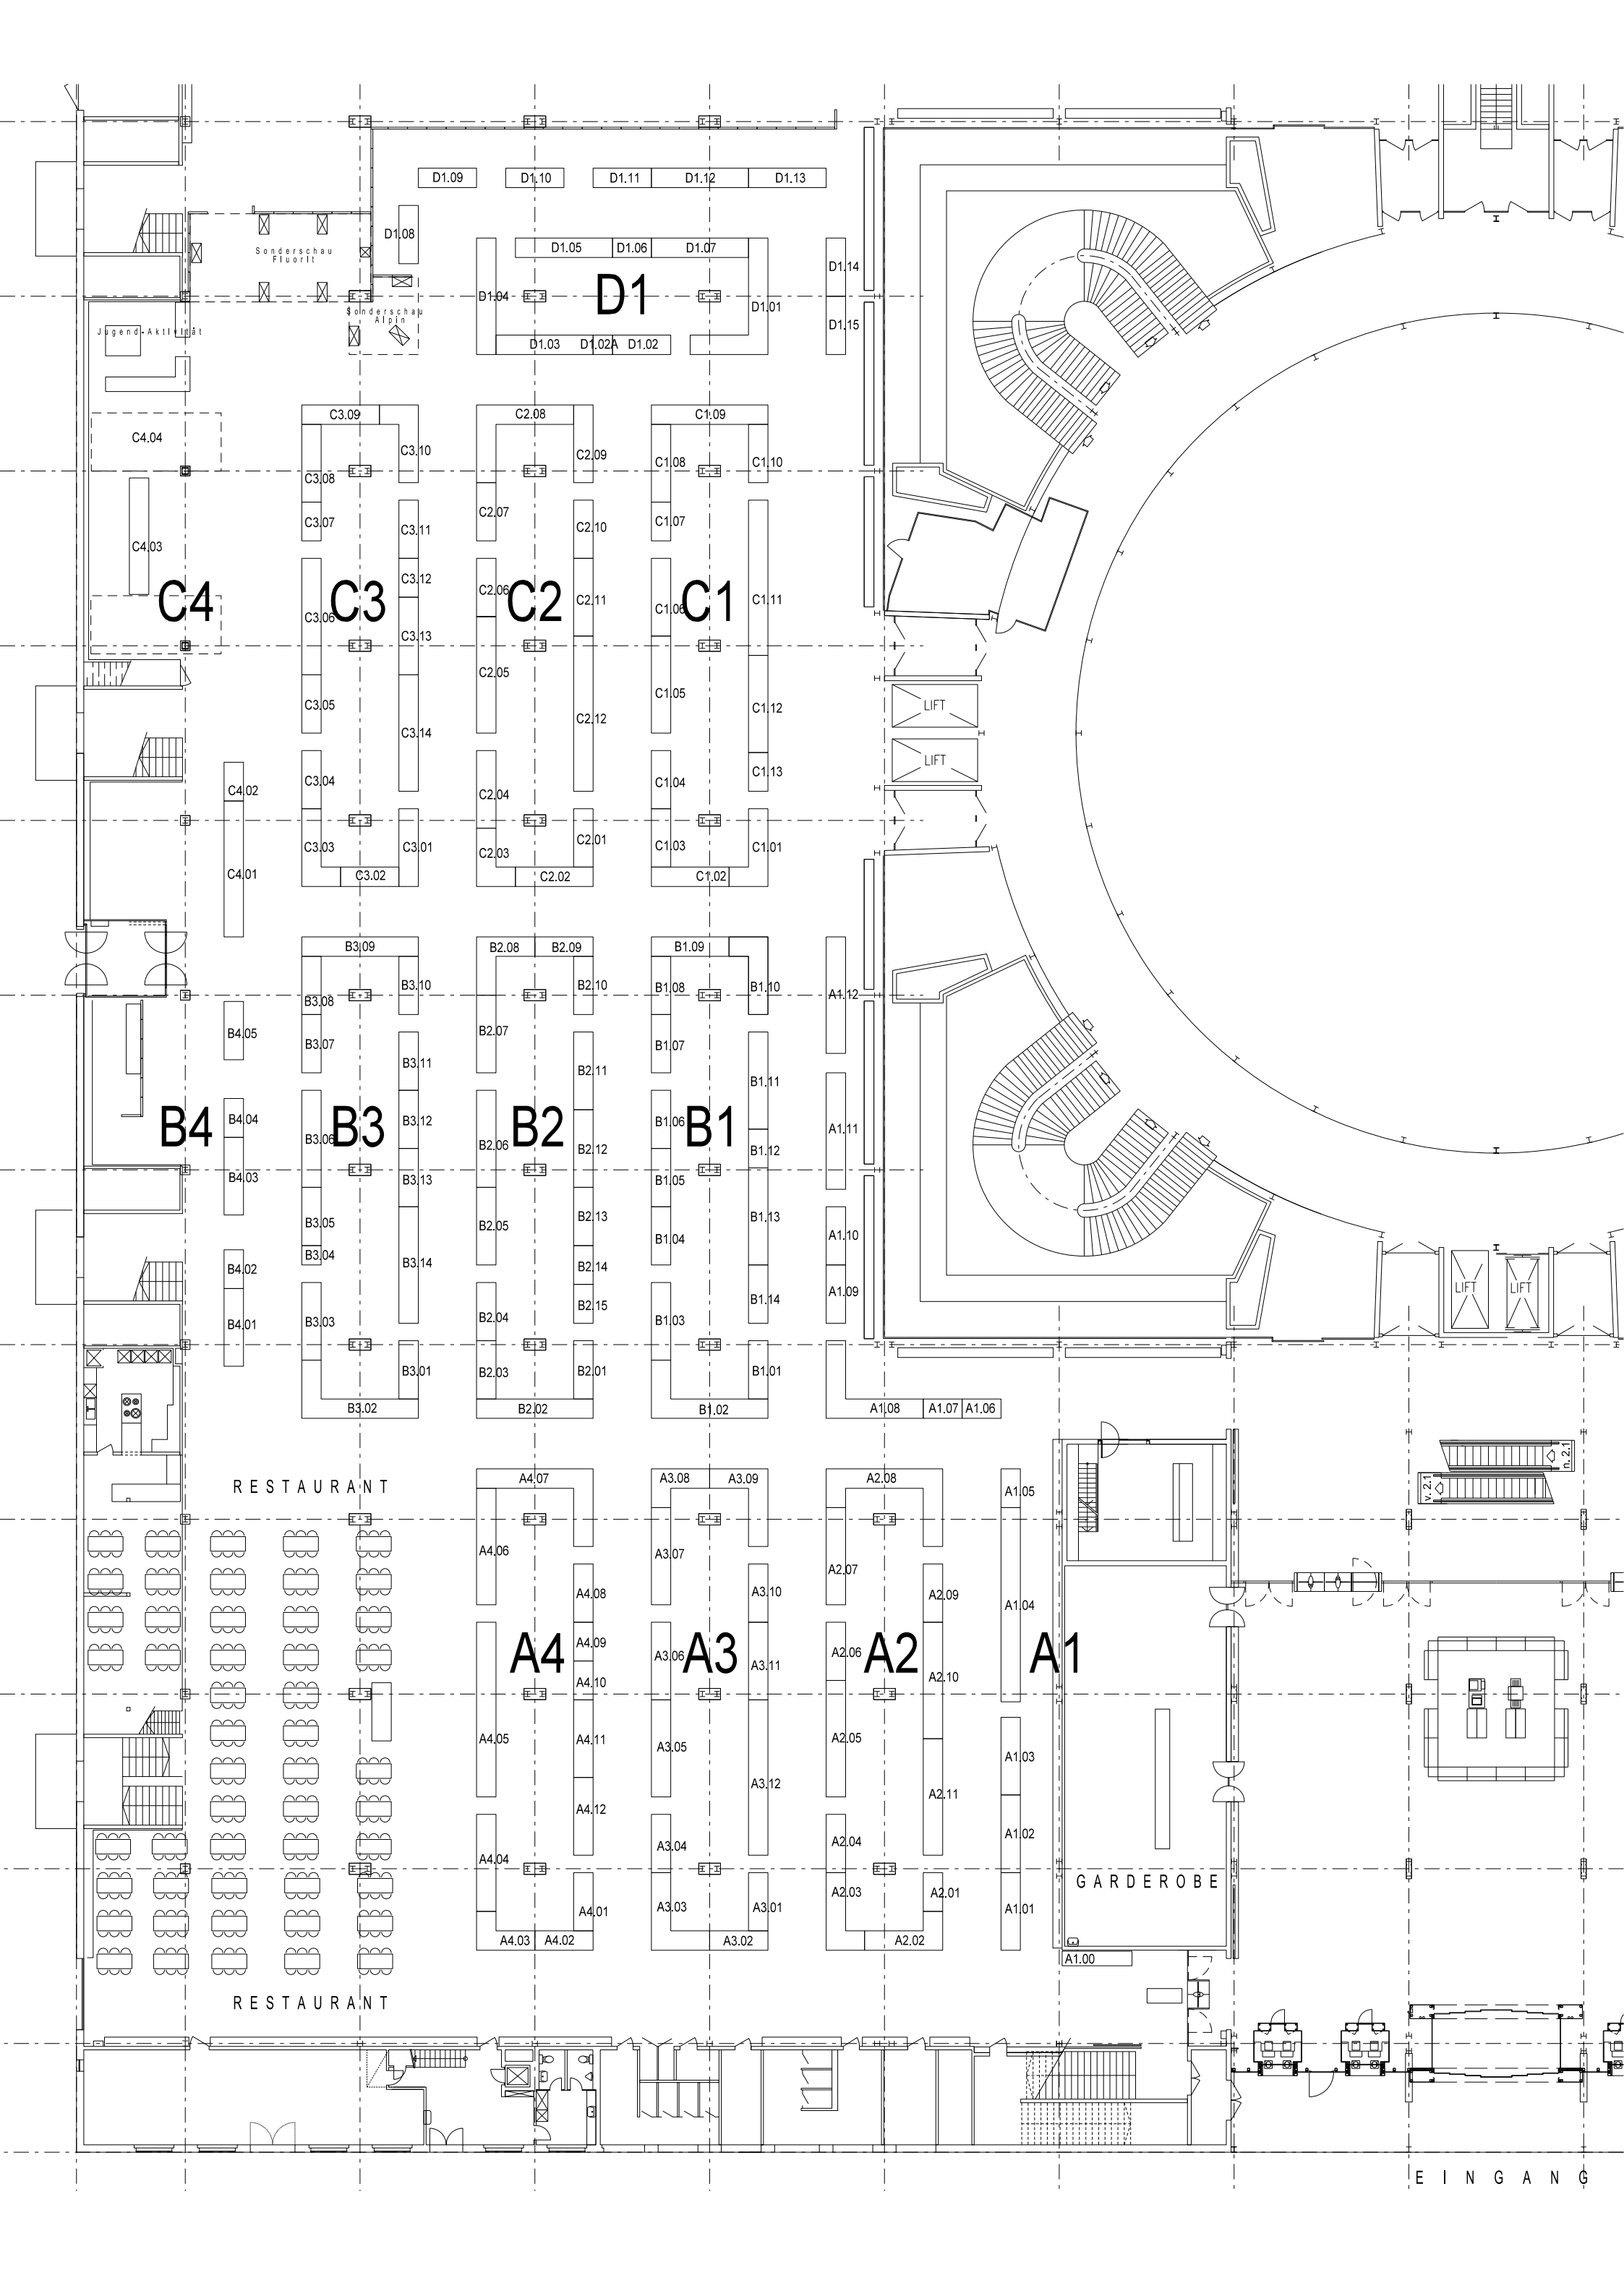 D1.09 D1.10 D1.11 D1.12 D1.13
D1.08
Sonderschau
Fluorit
D1.05 D1.06 D1.07
D1.14
D1.04
D1
D1.01
Sonderschau
Alpin
D1.15
Jugend-Aktivität
D1.03 D1.02A D1.02
C3.09 C2.08 C1.09
C4.04
C3.10 C2.09 C1.08 C1.10
C3.08
C3.07 C2.07 C1.07
C3.11 C2.10
C4.03
C3.12 C2.06 C2.11 C1.06 C1.11
C4 C3 C2 C1
C3.06 C3.13
C2.05 C1.05
C3.05 C2.12 C1.12
LIFT
C3.14
LIFT
C4.02 C3.04 C2.04 C1.04 C1.13
C3.03 C3.01 C2.03 C2.01 C1.03 C1.01
C4.01 C3.02 C2.02 C1.02
B3.09 B2.08 B2.09 B1.09
B3.08 B3.10 B2.10 B1.08 B1.10 A1.12
B4.05 B3.07 B2.07 B1.07
B3.11 B2.11 B1.11
B4.04 B3.12 A1.11
B4 B3 B2 B1
B3.06 B2.06 B2.12 B1.06 B1.12
B4.03 B3.13 B1.05
B3.05 B2.05 B2.13 B1.04 B1.13 A1.10
B4.02 B3.04 B3.14 B2.14
LIFT LIFT
B4.01 B3.03 B2.04 B2.15 B1.03 B1.14 A1.09
B3.01 B2.03 B2.01 B1.01
B3.02 B2.02 B1.02 A1.08 A1.07 A1.06
n. 2.1
v. 2.1
RESTAURANT
A4.07 A3.08 A3.09 A2.08 A1.05
A4.06 A3.07 A2.07
A4.08 A3.10 A2.09 A1.04
A4.09 A3.06 A2.06
A4 A3 A2 A1
A4.10 A3.11 A2.10
A4.05 A4.11 A3.05 A2.05 A1.03
A4.12 A3.12 A2.11
A4.04 A3.04 A2.04 A1.02
GARDEROBE
A4.01 A3.03 A3.01 A2.03 A2.01 A1.01
A4.03 A4.02 A3.02 A2.02
A1.00
RESTAURANT
EINGANG